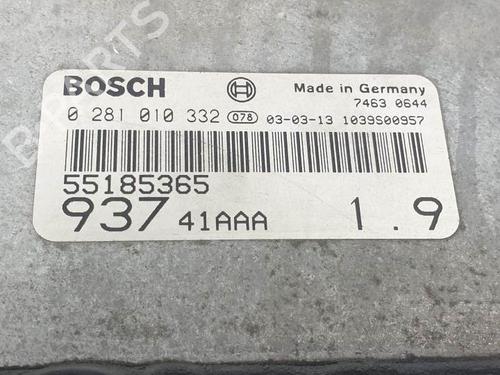 B-PARTS
BOSCH Made in Germany
7463 0644
0 281 010 332 078 03-03-13 1039S00957
55185365
937 41AAA 1.9